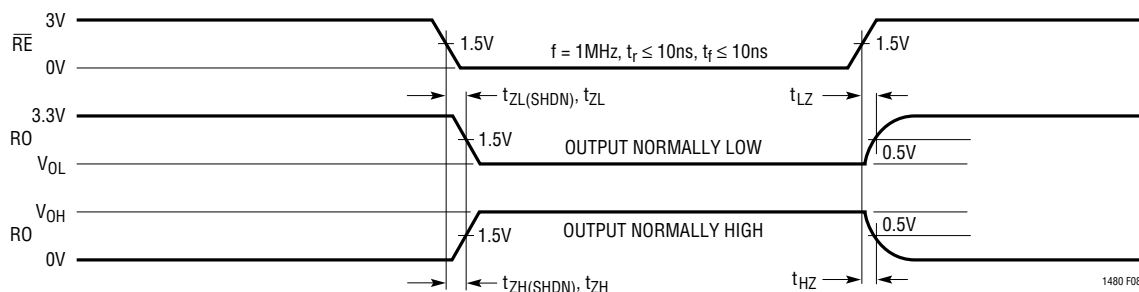 3V
RE
1.5V
f = 1MHz, tr ≤ 10ns, tf ≤ 10ns
1.5V
0V
tZL(SHDN), tZL
tLZ
3.3V
RO
1.5V
OUTPUT NORMALLY LOW
0.5V
VOL
VOH
RO
1.5V
OUTPUT NORMALLY HIGH
0.5V
0V
tZH(SHDN), tZH
tHZ
1480 F08